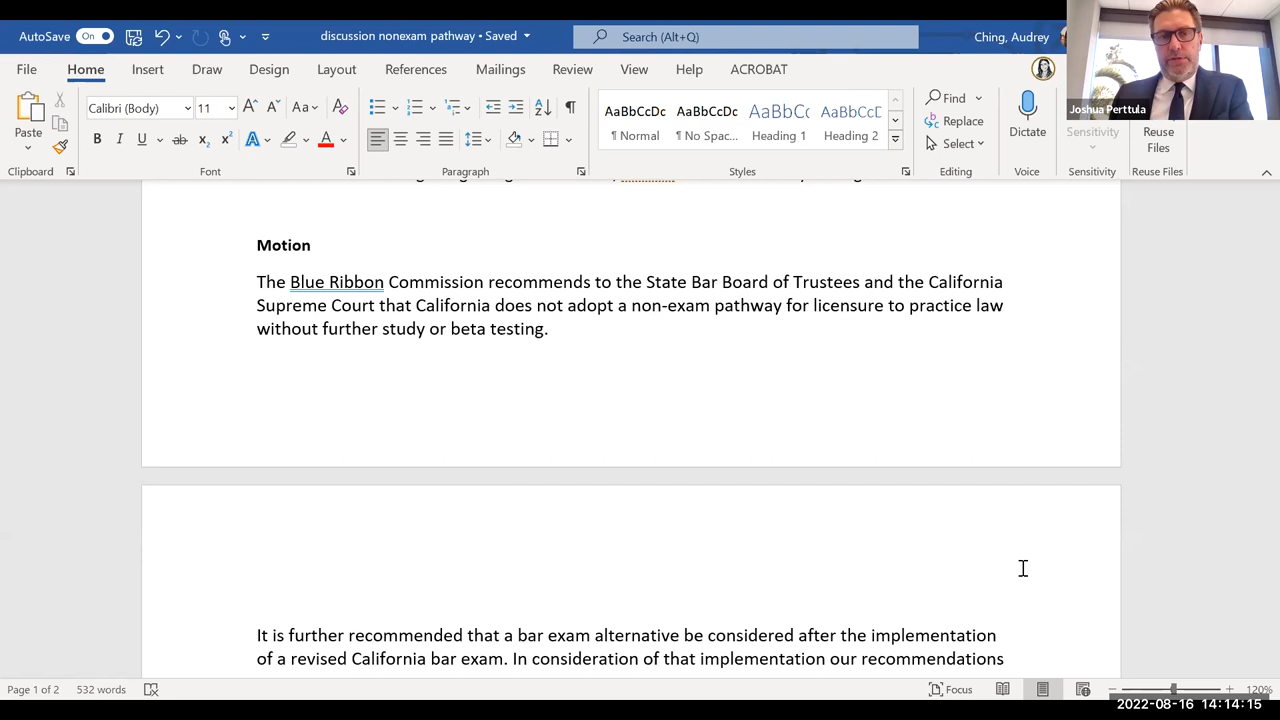 AutoSave On discussion nonexam pathway • Saved Search (Alt+Q) Ching, Audrey
File Home Insert Draw Design Layout References Mailings Review View Help ACROBAT
Joshua Perttula
Paste Calibri (Body) 11 Aa AaBbCcDc AaBbCcDc AaBbCc AaBbCcD Find Dictate Sensitivity Reuse Files
B I U ab x₂ x² A A ¶ Normal ¶ No Spac... Heading 1 Heading 2 Replace
Select
Clipboard Font Paragraph Styles Editing Voice Sensitivity Reuse Files
Motion
The Blue Ribbon Commission recommends to the State Bar Board of Trustees and the California
Supreme Court that California does not adopt a non-exam pathway for licensure to practice law
without further study or beta testing.
It is further recommended that a bar exam alternative be considered after the implementation
of a revised California bar exam. In consideration of that implementation our recommendations
Page 1 of 2 532 words Focus 120%
2022-08-16 14:14:15